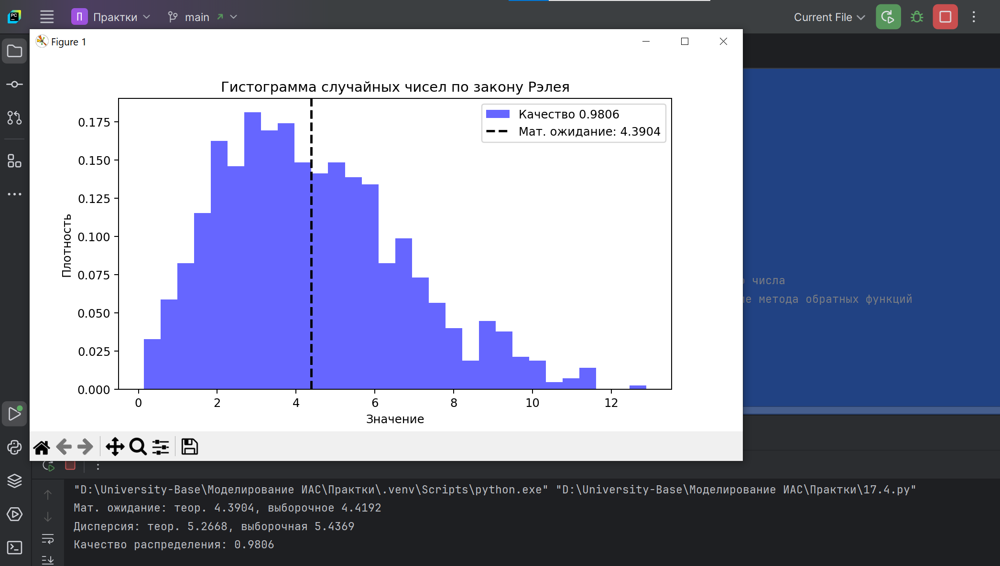 PC
П Практки main Current File
Figure 1
Гистограмма случайных чисел по закону Рэлея
Качество 0.9806
Мат. ожидание: 4.3904
Плотность
0.175
0.150
0.125
0.100
0.075
0.050
0.025
0.000
0 2 4 6 8 10 12
Значение
числа
метода обратных функций
"D:\University-Base\Моделирование ИАС\Практки\.venv\Scripts\python.exe" "D:\University-Base\Моделирование ИАС\Практки\17.4.py"
Мат. ожидание: теор. 4.3904, выборочное 4.4192
Дисперсия: теор. 5.2668, выборочная 5.4369
Качество распределения: 0.9806